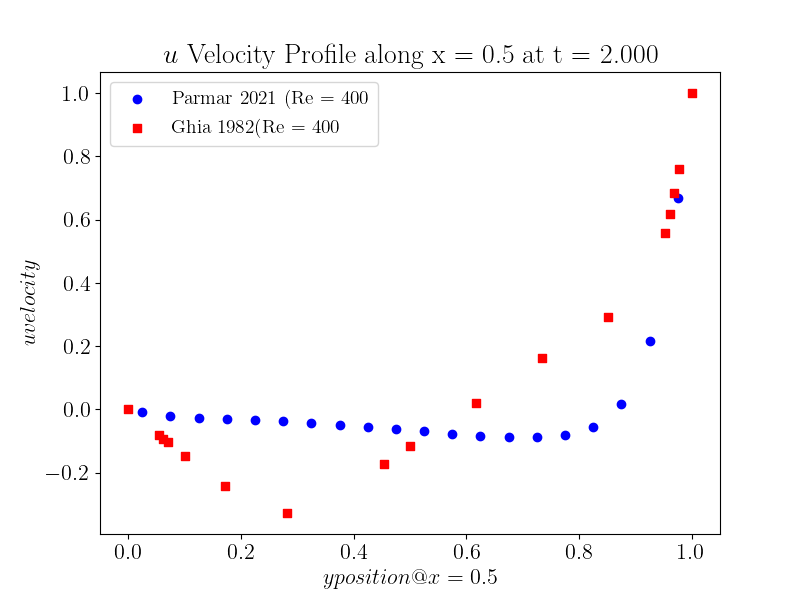 u Velocity Profile along x = 0.5 at t = 2.000
Parmar 2021 (Re = 400
Ghia 1982(Re = 400
1.0
0.8
0.6
0.4
0.2
0.0
−0.2
uvelocity
0.0 0.2 0.4 0.6 0.8 1.0
yposition@x = 0.5